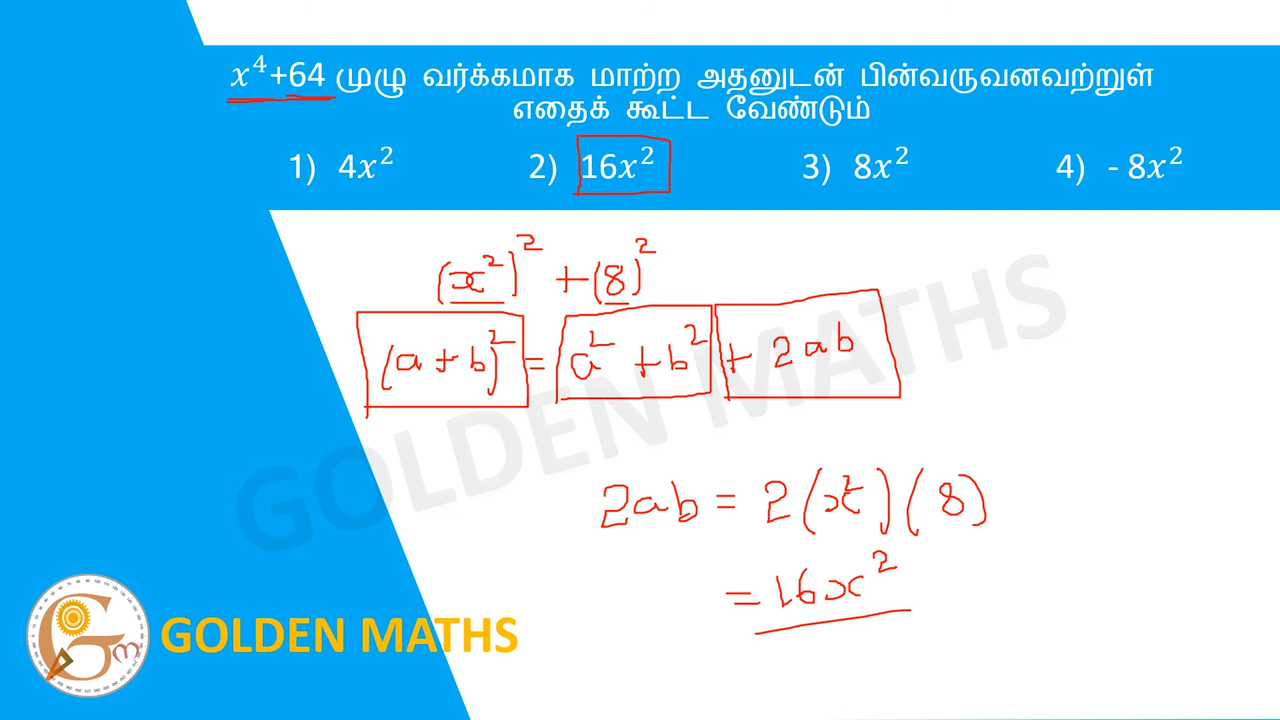 x⁴+64 முழு வர்க்கமாக மாற்ற அதனுடன் பின்வருவனவற்றுள்
எதைக் கூட்ட வேண்டும்
1) 4x² 2) 16x² 3) 8x² 4) - 8x²
(x²)² + (8)²
(a + b)² = a² + b² + 2ab
2ab = 2(x²)(8)
= 16x²
GOLDEN MATHS
GOLDEN MATHS